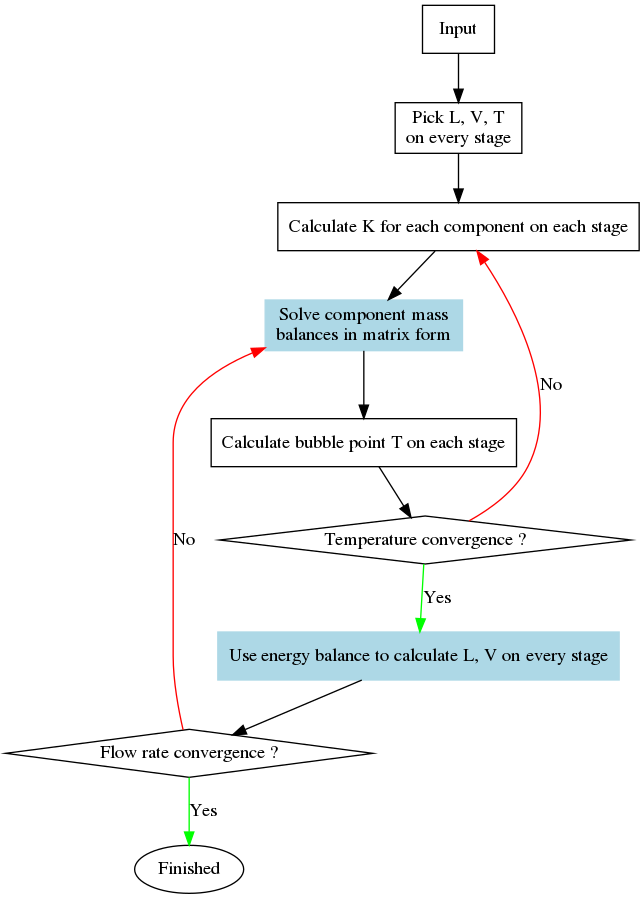 Input
Pick L, V, T
on every stage
Calculate K for each component on each stage
Solve component mass
balances in matrix form
No
Calculate bubble point T on each stage
No
Temperature convergence ?
Yes
Use energy balance to calculate L, V on every stage
Flow rate convergence ?
Yes
Finished